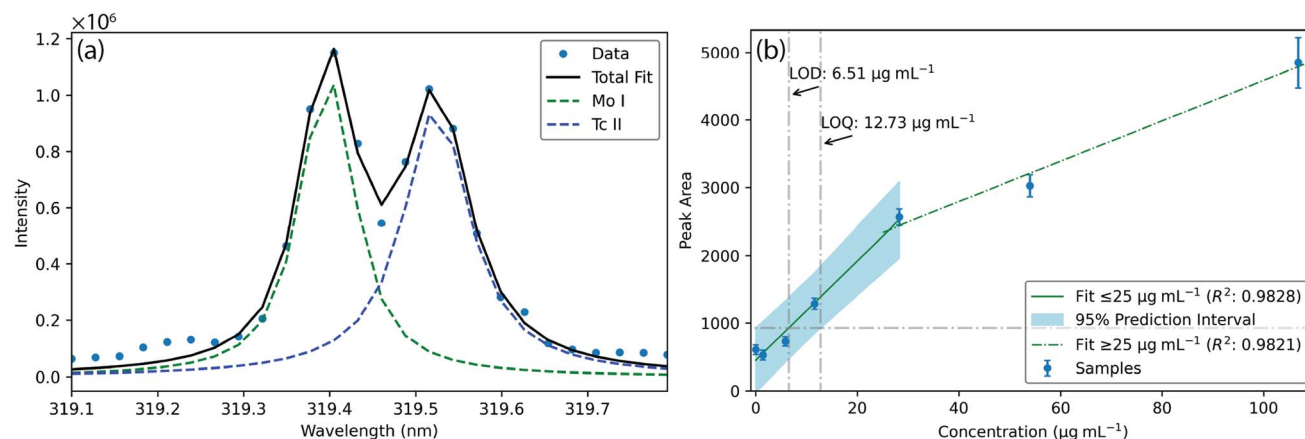 ×10⁶
(a)
Data
Total Fit
Mo I
Tc II
1.2
1.0
0.8
0.6
0.4
0.2
0.0
Intensity
319.1 319.2 319.3 319.4 319.5 319.6 319.7
Wavelength (nm)
(b)
LOD: 6.51 µg mL⁻¹
LOQ: 12.73 µg mL⁻¹
5000
4000
3000
2000
1000
0
Peak Area
Fit ≤25 µg mL⁻¹ (R²: 0.9828)
95% Prediction Interval
Fit ≥25 µg mL⁻¹ (R²: 0.9821)
Samples
0 20 40 60 80 100
Concentration (µg mL⁻¹)